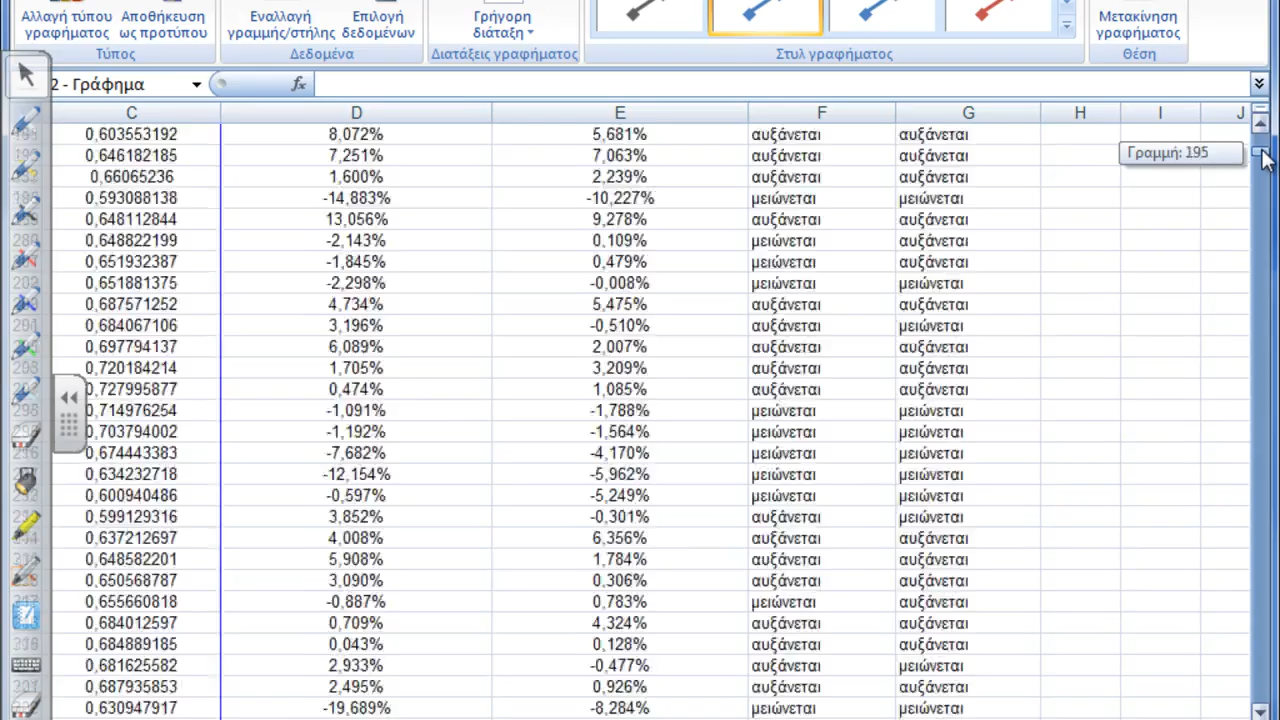 Αλλαγή τύπου γραφήματος
Αποθήκευση ως προτύπου
Εναλλαγή γραμμής/στήλης
Επιλογή δεδομένων
Γρήγορη διάταξη
Μετακίνηση γραφήματος
Τύπος
Δεδομένα
Διατάξεις γραφήματος
Στυλ γραφήματος
Θέση
2 - Γράφημα
fx
C D E F G H I J
0,603553192 8,072% 5,681% αυξάνεται αυξάνεται
0,646182185 7,251% 7,063% αυξάνεται αυξάνεται
Γραμμή: 195
0,66065236 1,600% 2,239% αυξάνεται αυξάνεται
0,593088138 -14,883% -10,227% μειώνεται μειώνεται
0,648112844 13,056% 9,278% αυξάνεται αυξάνεται
0,648822199 -2,143% 0,109% μειώνεται αυξάνεται
0,651932387 -1,845% 0,479% μειώνεται αυξάνεται
0,651881375 -2,298% -0,008% μειώνεται μειώνεται
0,687571252 4,734% 5,475% αυξάνεται αυξάνεται
0,684067106 3,196% -0,510% αυξάνεται μειώνεται
0,697794137 6,089% 2,007% αυξάνεται αυξάνεται
0,720184214 1,705% 3,209% αυξάνεται αυξάνεται
0,727995877 0,474% 1,085% αυξάνεται αυξάνεται
0,714976254 -1,091% -1,788% μειώνεται μειώνεται
0,703794002 -1,192% -1,564% μειώνεται μειώνεται
0,674443383 -7,682% -4,170% μειώνεται μειώνεται
0,634232718 -12,154% -5,962% μειώνεται μειώνεται
0,600940486 -0,597% -5,249% μειώνεται μειώνεται
0,599129316 3,852% -0,301% αυξάνεται μειώνεται
0,637212697 4,008% 6,356% αυξάνεται αυξάνεται
0,648582201 5,908% 1,784% αυξάνεται αυξάνεται
0,650568787 3,090% 0,306% αυξάνεται αυξάνεται
0,655660818 -0,887% 0,783% μειώνεται αυξάνεται
0,684012597 0,709% 4,324% αυξάνεται αυξάνεται
0,684889185 0,043% 0,128% αυξάνεται αυξάνεται
0,681625582 2,933% -0,477% αυξάνεται μειώνεται
0,687935853 2,495% 0,926% αυξάνεται αυξάνεται
0,630947917 -19,689% -8,284% μειώνεται μειώνεται